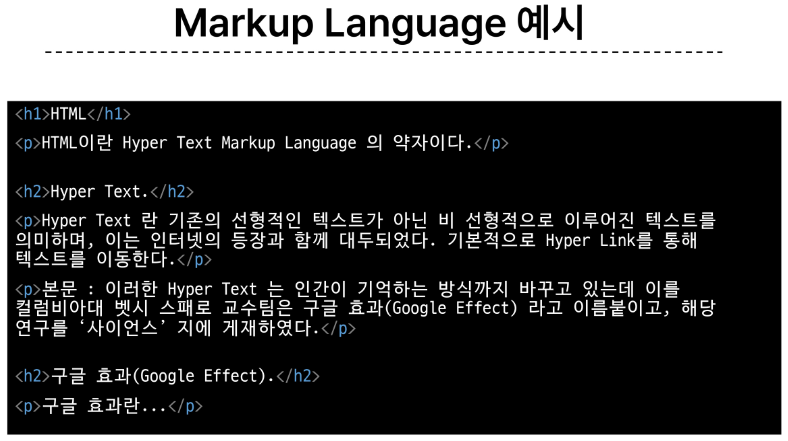 Markup Language 예시
<h1>HTML</h1>
<p>HTML이란 Hyper Text Markup Language 의 약자이다.</p>
<h2>Hyper Text.</h2>
<p>Hyper Text 란 기존의 선형적인 텍스트가 아닌 비 선형적으로 이루어진 텍스트를
의미하며, 이는 인터넷의 등장과 함께 대두되었다. 기본적으로 Hyper Link를 통해
텍스트를 이동한다.</p>
<p>본문 : 이러한 Hyper Text 는 인간이 기억하는 방식까지 바꾸고 있는데 이를
컬럼비아대 벳시 스패로 교수팀은 구글 효과(Google Effect) 라고 이름붙이고, 해당
연구를 ‘사이언스’ 지에 게재하였다.</p>
<h2>구글 효과(Google Effect).</h2>
<p>구글 효과란...</p>